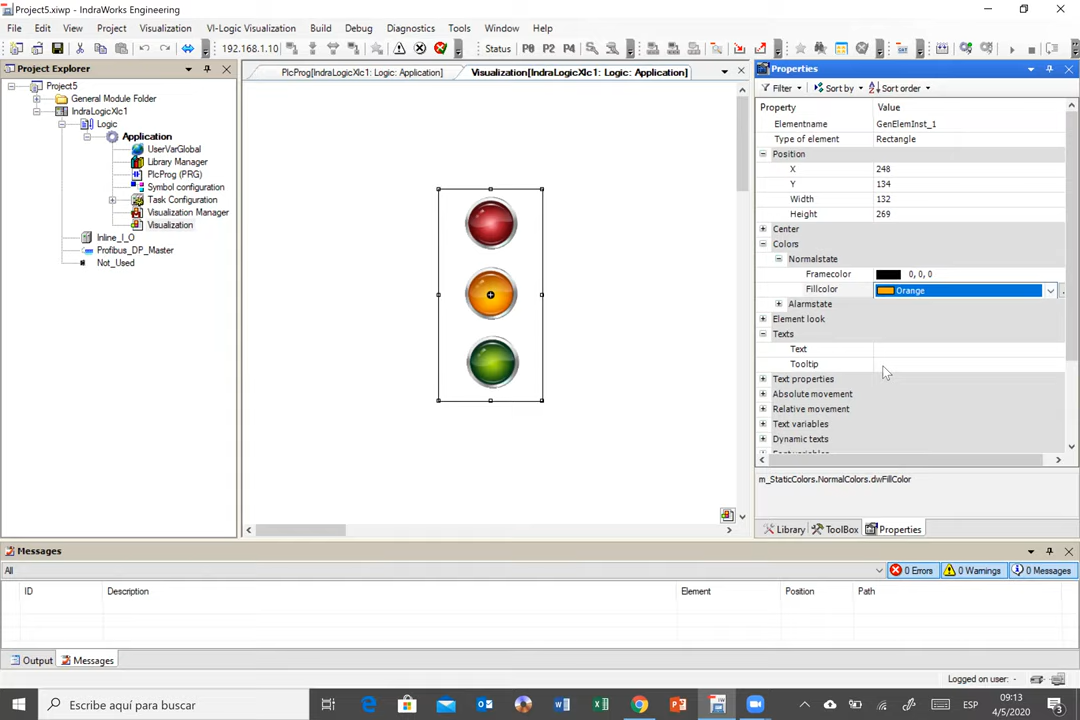 Project5.xiwp - IndraWorks Engineering
File Edit View Project Visualization VI-Logic Visualization Build Debug Diagnostics Tools Window Help
192.168.1.10 Status P0 P2 P4
Project Explorer
Project5
General Module Folder
IndraLogicXlc1
Logic
Application
UserVarGlobal
Library Manager
PlcProg (PRG)
Symbol configuration
Task Configuration
Visualization Manager
Visualization
Inline_I_O
Profibus_DP_Master
Not_Used
PlcProg[IndraLogicXlc1: Logic: Application] Visualization[IndraLogicXlc1: Logic: Application]
Properties
Filter Sort by Sort order
Property Value
Elementname GenElemInst_1
Type of element Rectangle
Position
X 248
Y 134
Width 132
Height 269
Center
Colors
Normalstate
Framecolor 0, 0, 0
Fillcolor Orange
Alarmstate
Element look
Texts
Text
Tooltip
Text properties
Absolute movement
Relative movement
Text variables
Dynamic texts
m_StaticColors.NormalColors.dwFillColor
Library ToolBox Properties
Messages
All 0 Errors 0 Warnings 0 Messages
ID Description Element Position Path
Output Messages
Logged on user: -
Escribe aquí para buscar
ESP
09:13
4/5/2020
3